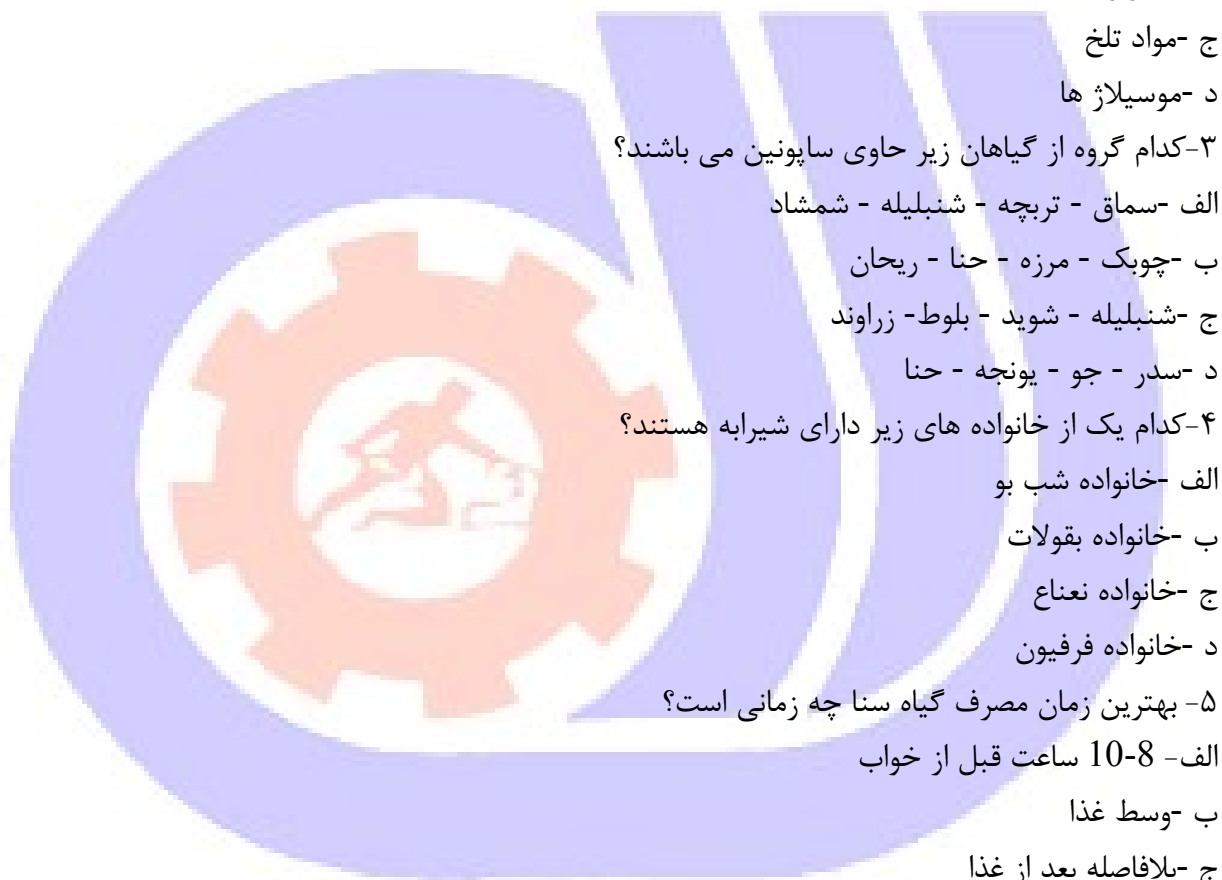 ج -مواد تلخ
د -موسیلاژ ها
۳-کدام گروه از گیاهان زیر حاوی ساپونین می باشند؟
الف -سماق - تربچه - شنبلیله - شمشاد
ب -چوبک - مرزه - حنا - ریحان
ج -شنبلیله - شوید - بلوط- زراوند
د -سدر - جو - یونجه - حنا
۴-کدام یک از خانواده های زیر دارای شیرابه هستند؟
الف -خانواده شب بو
ب -خانواده بقولات
ج -خانواده نعناع
د -خانواده فرفیون
۵- بهترین زمان مصرف گیاه سنا چه زمانی است؟
الف- 8-10 ساعت قبل از خواب
ب -وسط غذا
ج -بلافاصله بعد از غذا